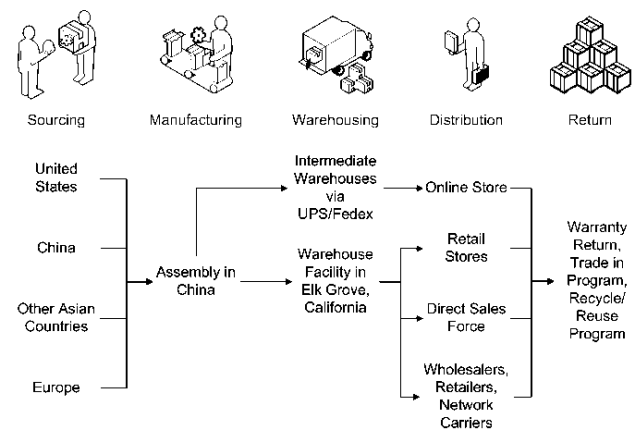 Sourcing
Manufacturing
Warehousing
Distribution
Return
United
States
China
Other Asian
Countries
Europe
Assembly in
China
Intermediate
Warehouses
via
UPS/Fedex
Warehouse
Facility in
Elk Grove,
California
Online Store
Retail
Stores
Direct Sales
Force
Wholesalers,
Retailers,
Network
Carriers
Warranty
Return,
Trade in
Program,
Recycle/
Reuse
Program